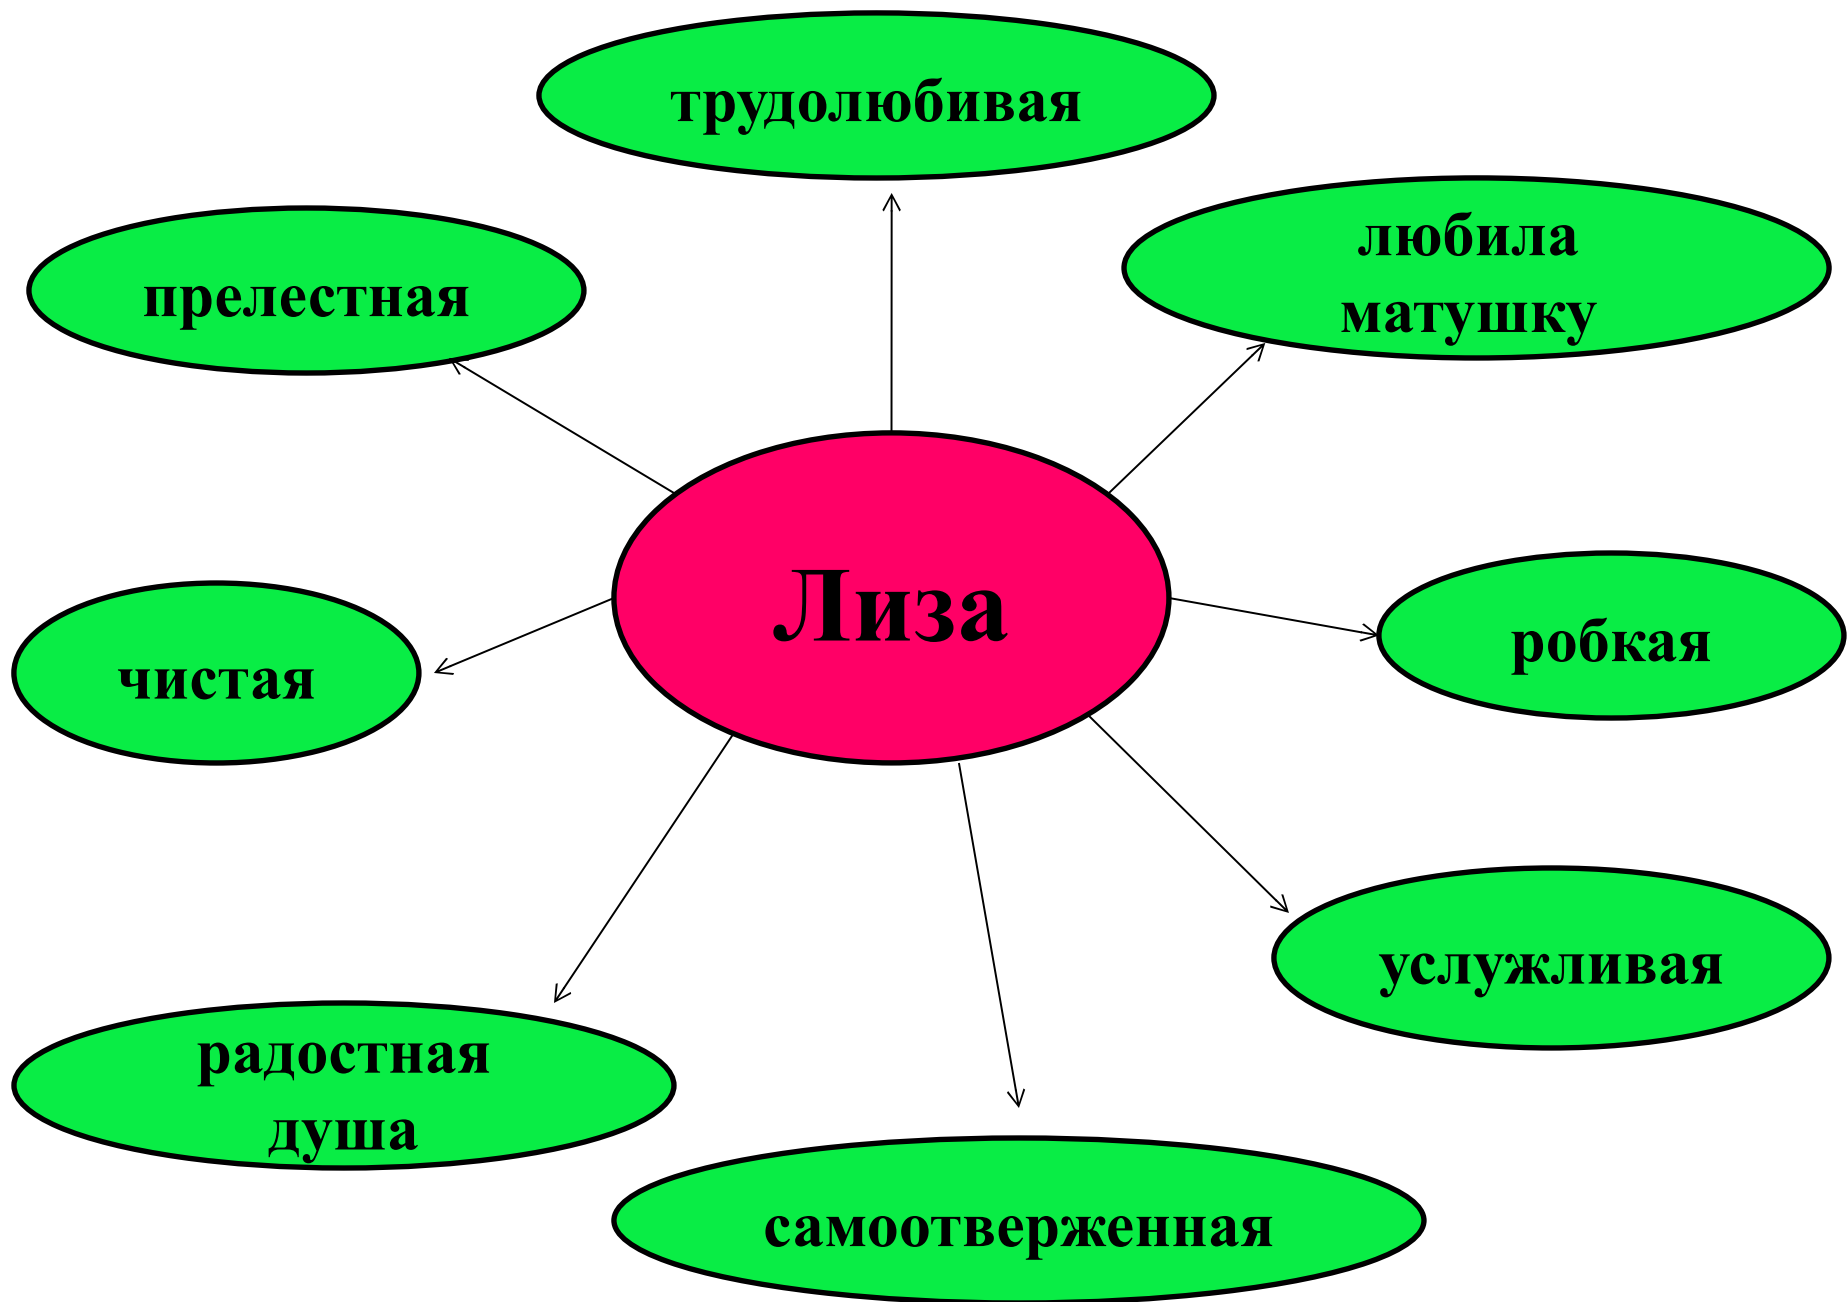 трудолюбивая
любила
матушку
прелестная
Лиза
робкая
чистая
услужливая
радостная
душа
самоотверженная